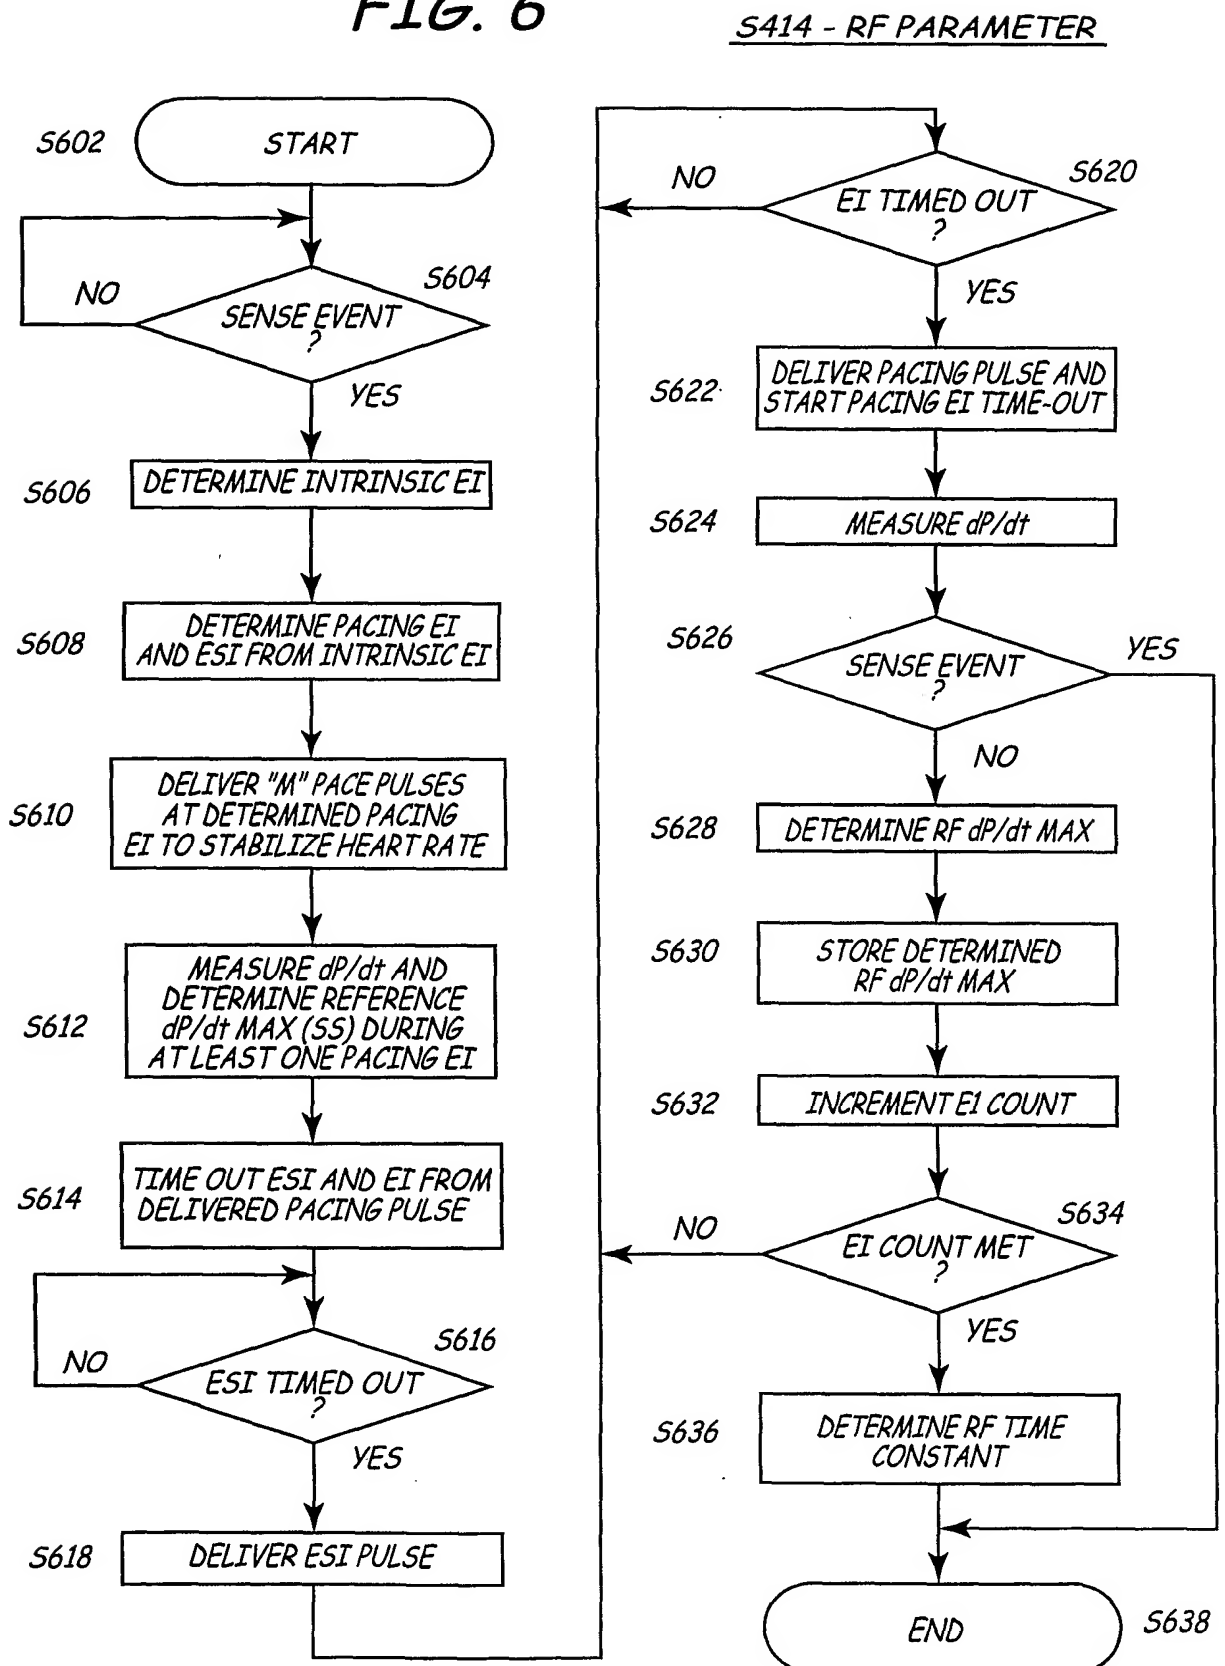 FIG. 6
S414 - RF PARAMETER
S602
START
S604
NO
SENSE EVENT
?
YES
S606
DETERMINE INTRINSIC EI
S608
DETERMINE PACING EI
AND ESI FROM INTRINSIC EI
S610
DELIVER "M" PACE PULSES
AT DETERMINED PACING
EI TO STABILIZE HEART RATE
S612
MEASURE dP/dt AND
DETERMINE REFERENCE
dP/dt MAX (SS) DURING
AT LEAST ONE PACING EI
S614
TIME OUT ESI AND EI FROM
DELIVERED PACING PULSE
S616
NO
ESI TIMED OUT
?
YES
S618
DELIVER ESI PULSE
S620
NO
EI TIMED OUT
?
YES
S622
DELIVER PACING PULSE AND
START PACING EI TIME-OUT
S624
MEASURE dP/dt
S626
SENSE EVENT
?
YES
NO
S628
DETERMINE RF dP/dt MAX
S630
STORE DETERMINED
RF dP/dt MAX
S632
INCREMENT E1 COUNT
S634
NO
EI COUNT MET
?
YES
S636
DETERMINE RF TIME
CONSTANT
END
S638